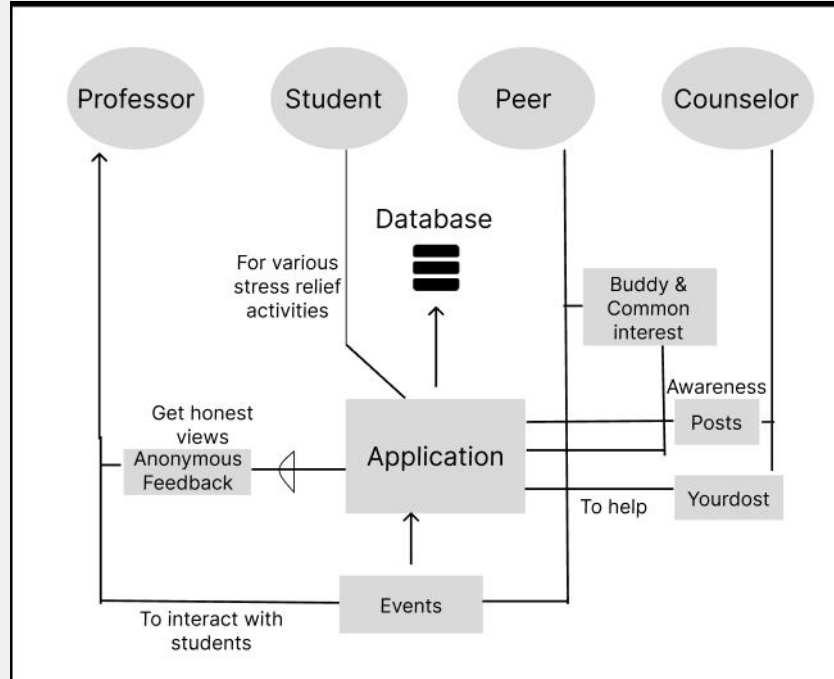 Professor
Student
Peer
Counselor
Database
For various
stress relief
activities
Buddy &
Common
interest
Awareness
Get honest
views
Posts
Application
Anonymous
Feedback
Yourdost
To help
Events
To interact with
students